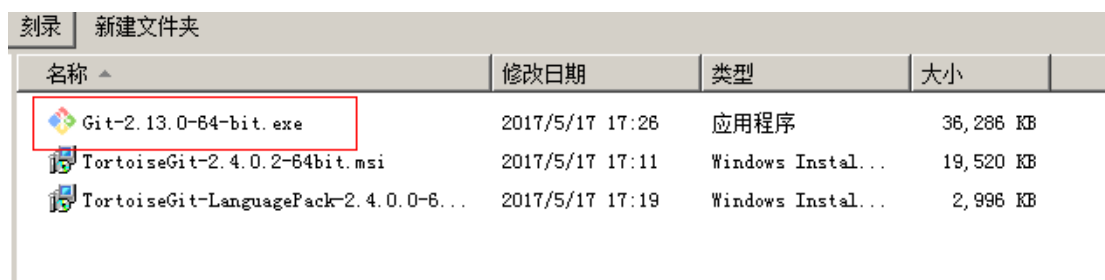 刻录 新建文件夹
名称 修改日期 类型 大小
Git-2.13.0-64-bit.exe 2017/5/17 17:26 应用程序 36,286 KB
TortoiseGit-2.4.0.2-64bit.msi 2017/5/17 17:11 Windows Instal... 19,520 KB
TortoiseGit-LanguagePack-2.4.0.0-6... 2017/5/17 17:19 Windows Instal... 2,996 KB